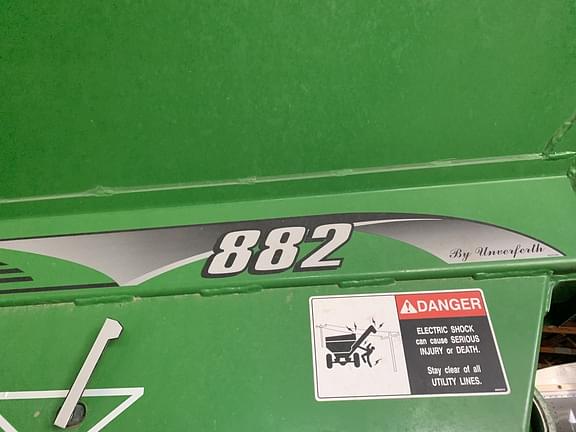 882
By Unverferth
DANGER
ELECTRIC SHOCK
can cause SERIOUS
INJURY or DEATH.
Stay clear of all
UTILITY LINES.